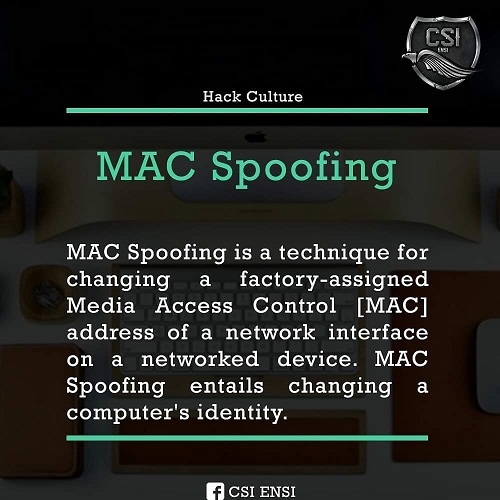 CSI
ENSI
Hack Culture
MAC Spoofing
MAC Spoofing is a technique for
changing a factory-assigned
Media Access Control [MAC]
address of a network interface
on a networked device. MAC
Spoofing entails changing a
computer's identity.
CSI ENSI